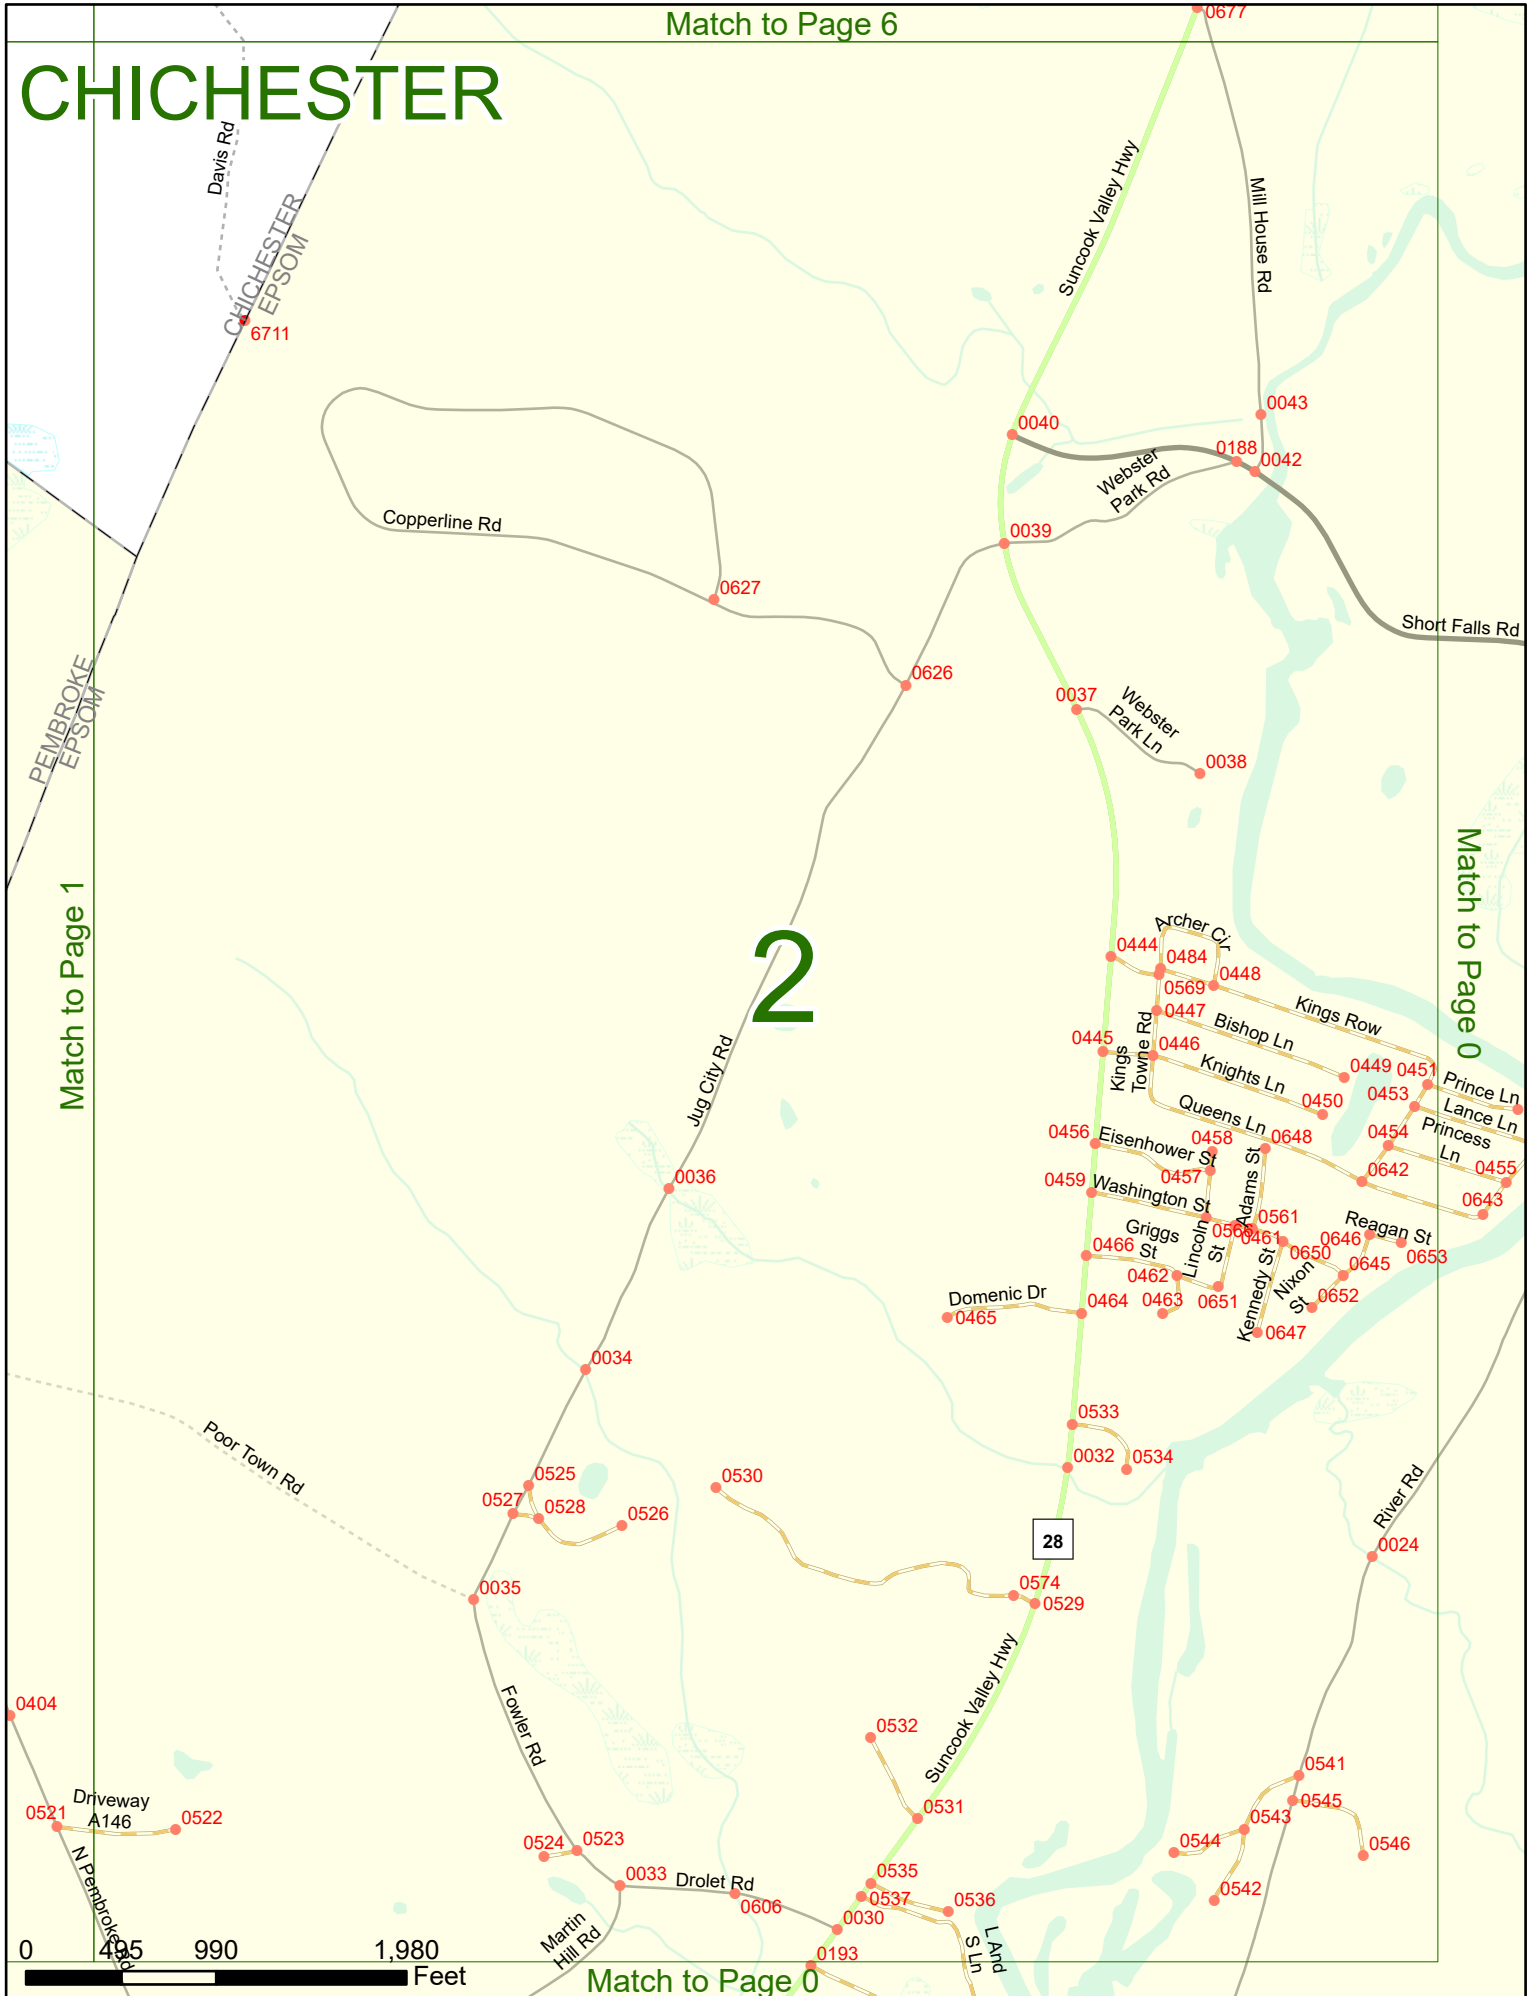 Match to Page 6
0677
CHICHESTER
Davis Rd
CHICHESTER
EPSOM
6711
Suncook Valley Hwy
Mill House Rd
0043
0040
0188
0042
Webster
Park Rd
Copperline Rd
0039
0627
Short Falls Rd
0626
0037
Webster
Park Ln
0038
PEMBROKE
EPSOM
Match to Page 1
Match to Page 0
2
Archer Cir
0444
0484
0448
0569
0447
Kings Row
Bishop Ln
0445
Kings
Towne Rd
0446
Knights Ln
0449
0451
Prince Ln
0450
0453
Lance Ln
Queens Ln
Princess
Ln
0456
Eisenhower St
0458
0648
0454
0457
0455
0642
Jug City Rd
0036
0459
Washington St
Adams St
0643
0566
0561
0461
Griggs
St
Lincoln
St
0466
0462
0463
0651
Kennedy St
0650
0646
Reagan St
0653
0645
Nixon
St
0652
0647
Domenic Dr
0465
0464
0034
Poor Town Rd
0533
0032
0534
0525
0527
0528
0526
0530
28
River Rd
0024
0035
0574
0529
Suncook Valley Hwy
Fowler Rd
0404
0532
0541
0531
0545
Driveway
A146
0521
0522
0543
0544
0546
0524
0523
0542
0033
Drolet Rd
0606
0535
0537
0536
0030
N Pembroke Rd
Martin
Hill Rd
L And
S Ln
0193
0 495 990 1,980
Feet
Match to Page 0